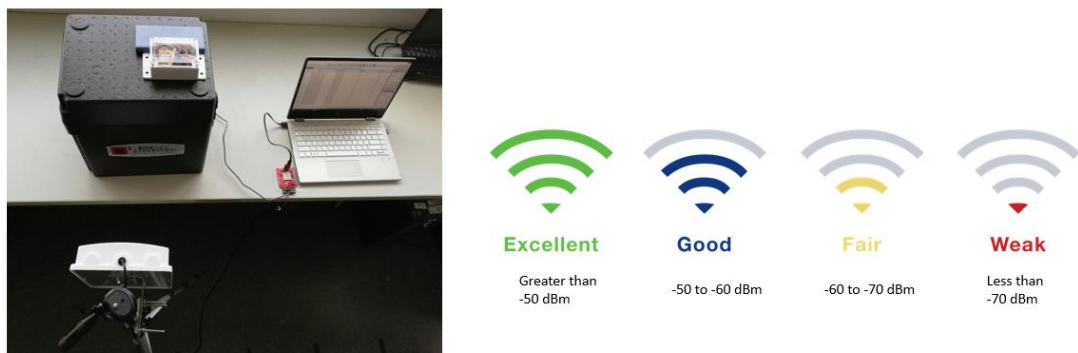 Excellent
Good
Fair
Weak
Greater than
-50 dBm
-50 to -60 dBm
-60 to -70 dBm
Less than
-70 dBm